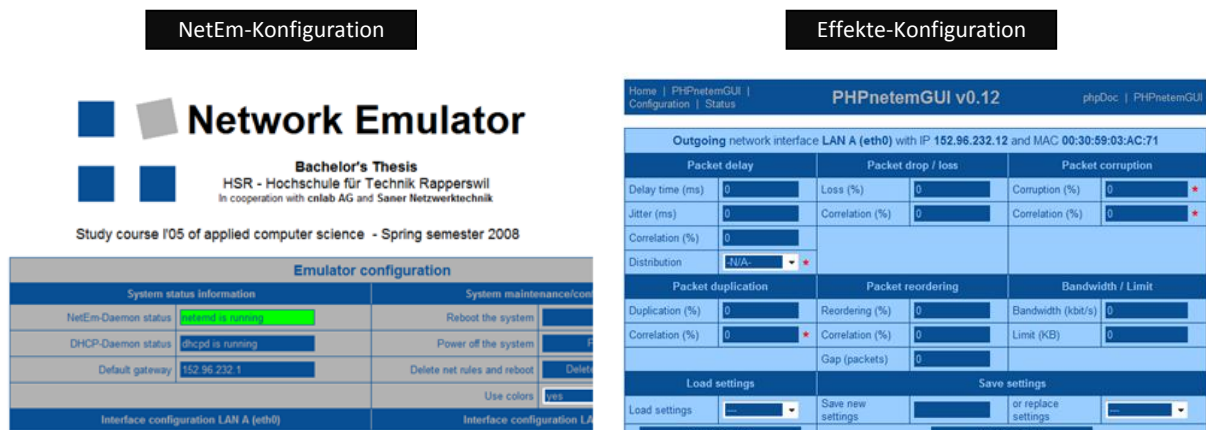 NetEm-Konfiguration
Network Emulator
Bachelor's Thesis
HSR - Hochschule für Technik Rapperswil
In cooperation with cnlab AG and Saner Netzwerktechnik
Study course I'05 of applied computer science - Spring semester 2008
Emulator configuration
System status information System maintenance/con
NetEm-Daemon status netemd is running Reboot the system
DHCP-Daemon status dhcpd is running Power off the system
Default gateway 152.96.232.1 Delete net rules and reboot Delete
Use colors yes
Interface configuration LAN A (eth0) Interface configuration LA
Effekte-Konfiguration
Home | PHPnetemGUI |
Configuration | Status
PHPnetemGUI v0.12
phpDoc | PHPnetemGUI
Outgoing network interface LAN A (eth0) with IP 152.96.232.12 and MAC 00:30:59:03:AC:71
Packet delay Packet drop / loss Packet corruption
Delay time (ms) 0 Loss (%) 0 Corruption (%) 0 *
Jitter (ms) 0 Correlation (%) 0 Correlation (%) 0 *
Correlation (%) 0
Distribution -N/A- *
Packet duplication Packet reordering Bandwidth / Limit
Duplication (%) 0 Reordering (%) 0 Bandwidth (kbit/s) 0
Correlation (%) 0 * Correlation (%) 0 Limit (KB) 0
Gap (packets) 0
Load settings Save settings
Load settings --- Save new settings or replace settings ---